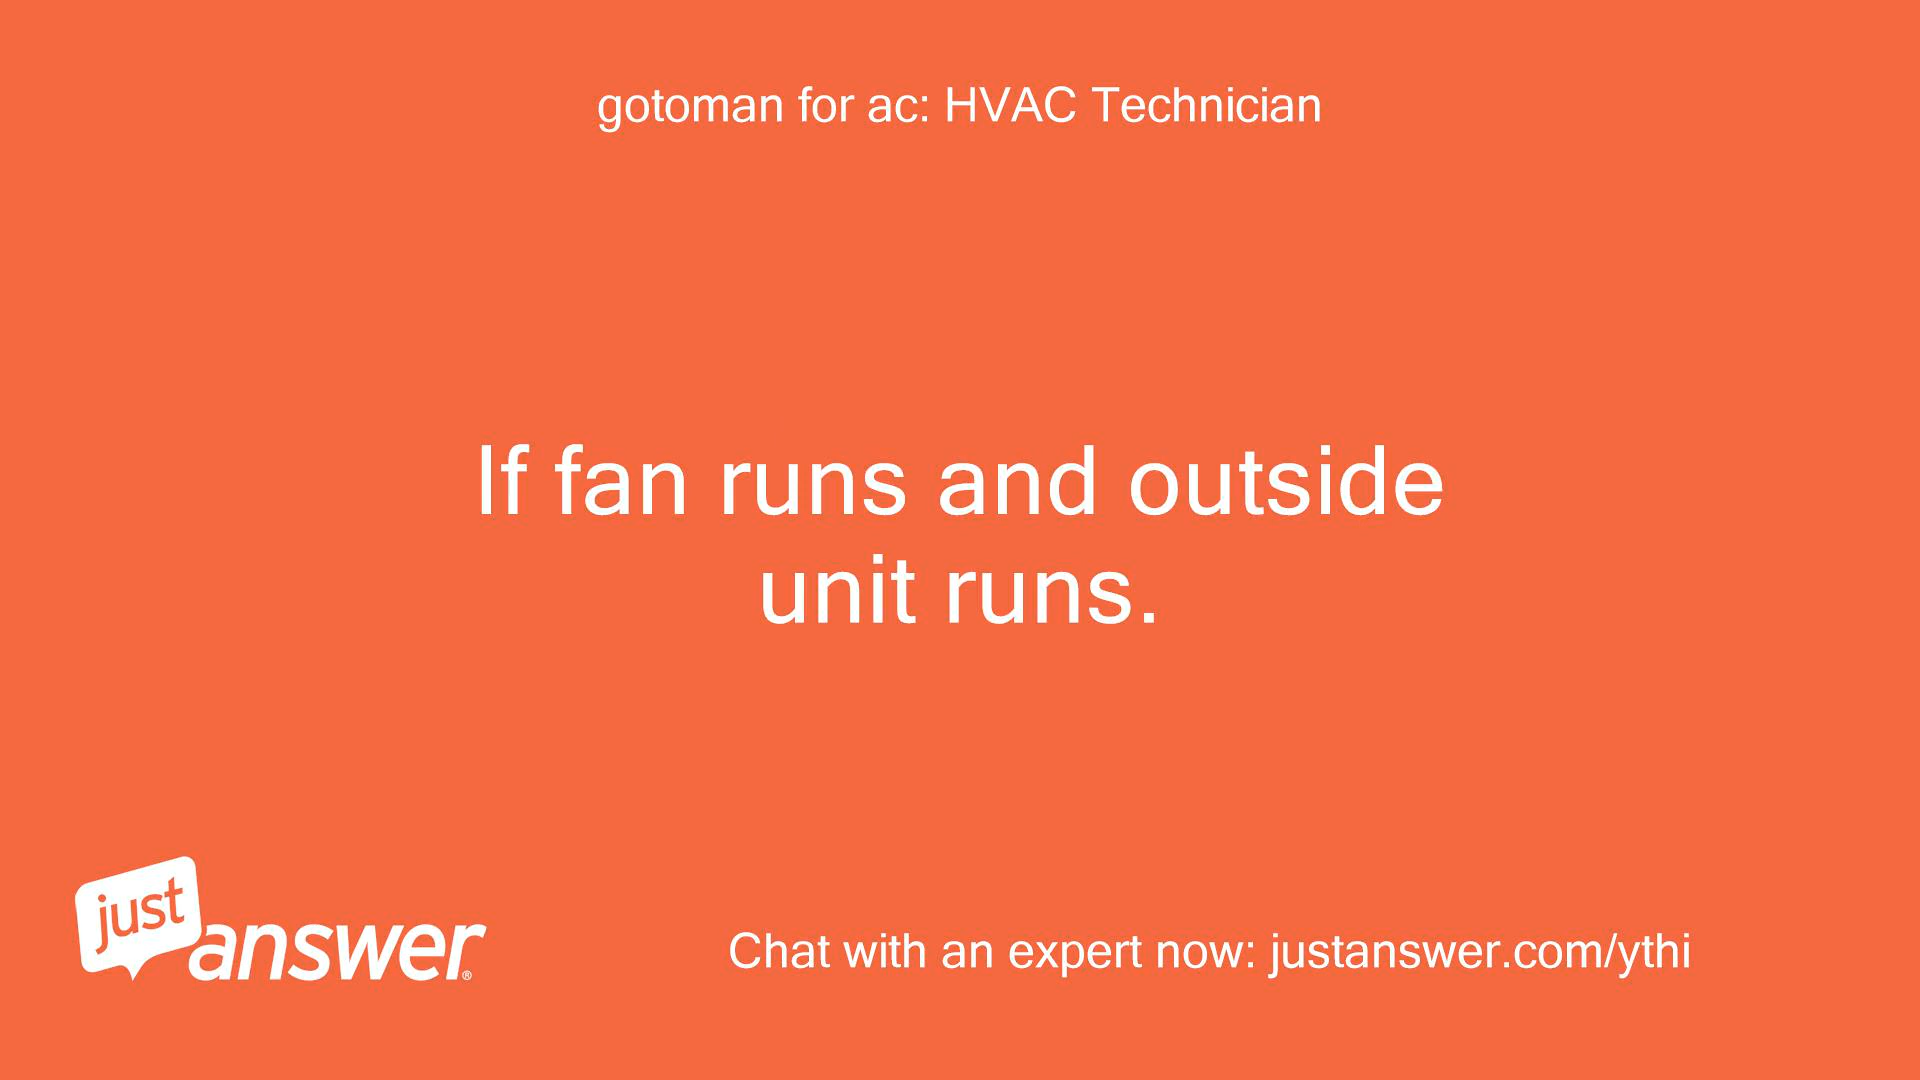 gotoman for ac: HVAC Technician
If fan runs and outside
unit runs.
just
answer®
Chat with an expert now: justanswer.com/ythi